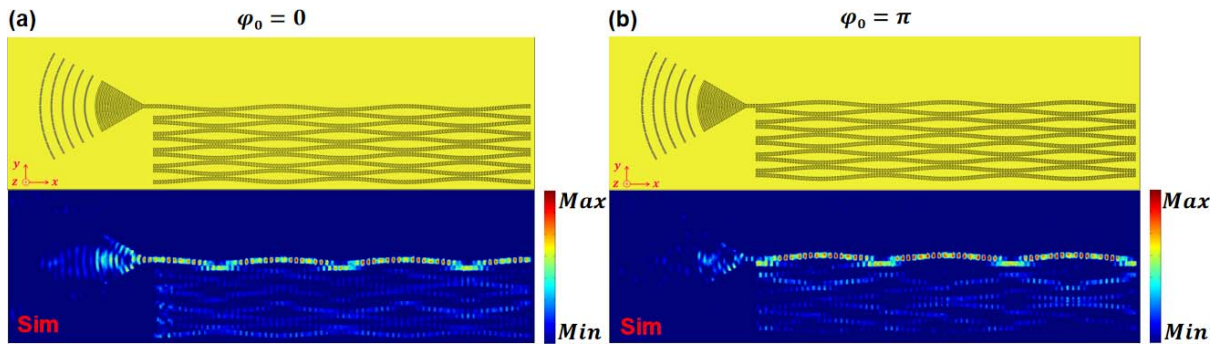 (a) φ₀ = 0
y
z x
Max
Min
Sim
(b) φ₀ = π
y
z x
Max
Min
Sim